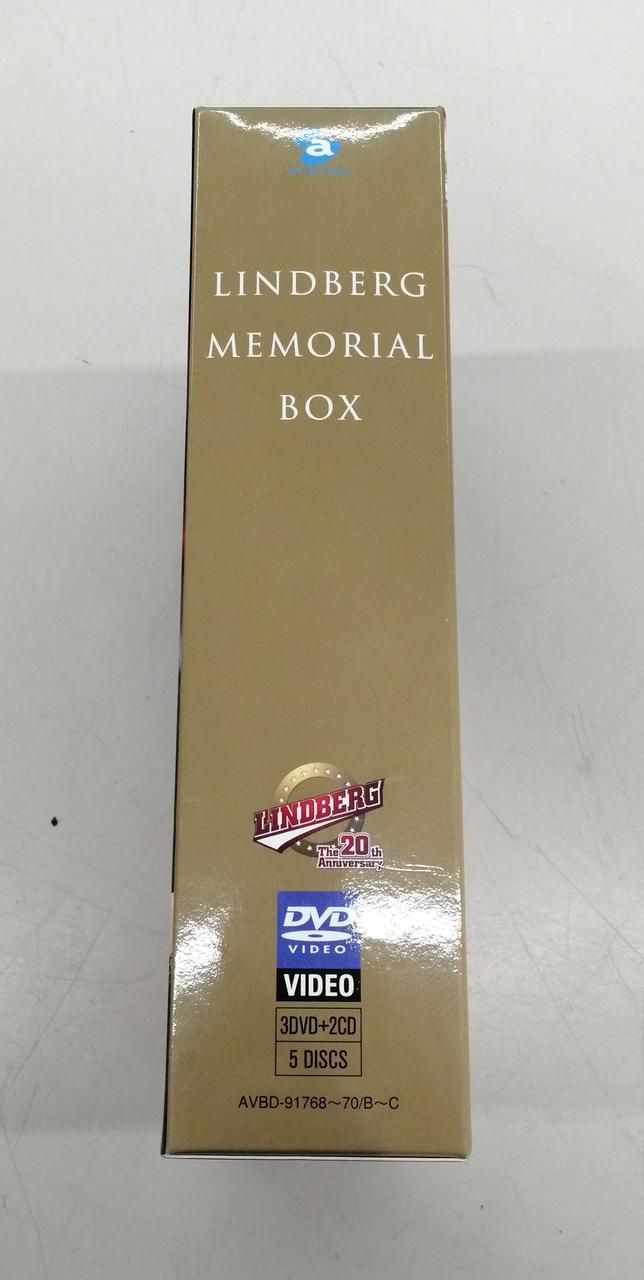 a
LINDBERG
MEMORIAL
BOX
LINDBERG
The 20th
Anniversary
DVD
VIDEO
VIDEO
3DVD+2CD
5 DISCS
AVBD-91768～70/B～C